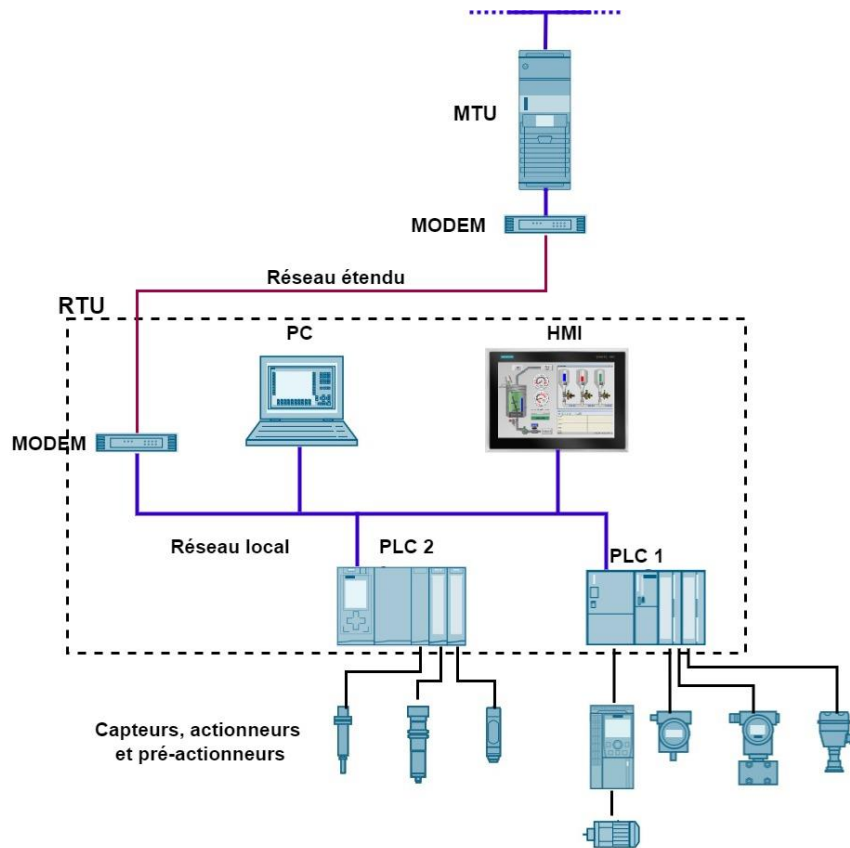 MTU
MODEM
Réseau étendu
RTU
PC
HMI
MODEM
Réseau local
PLC 2
PLC 1
Capteurs, actionneurs
et pré-actionneurs